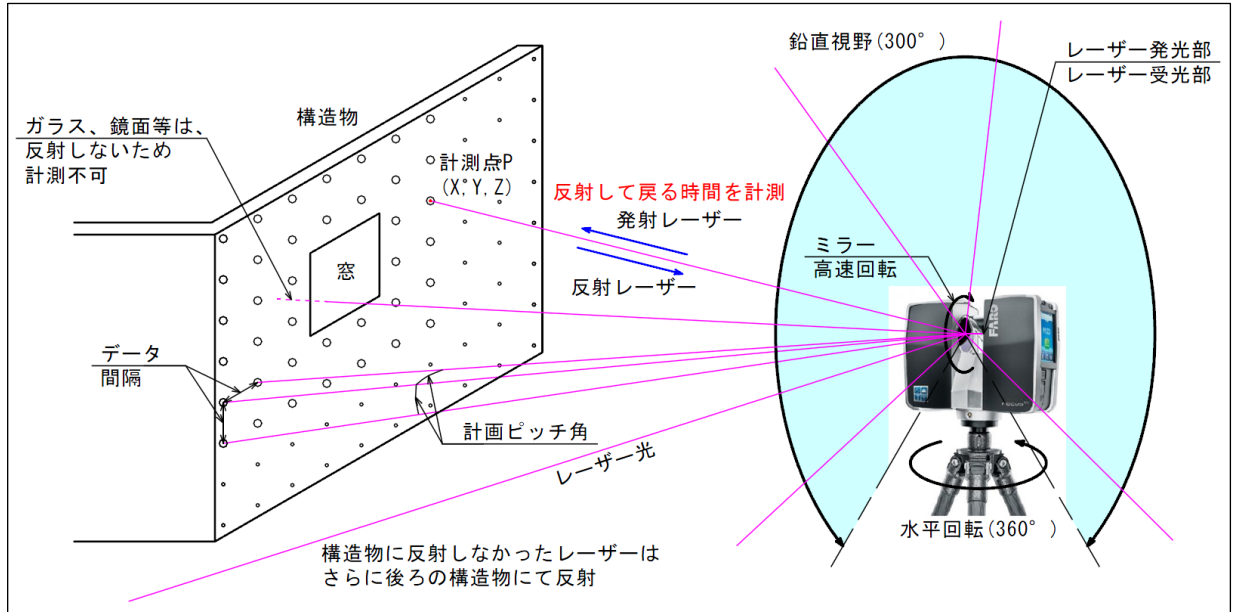 鉛直視野(300°)
レーザー発光部
レーザー受光部
構造物
ガラス、鏡面等は、
反射しないため
計測不可
計測点P
(X,Y,Z)
反射して戻る時間を計測
発射レーザー
反射レーザー
ミラー
高速回転
窓
FARO
データ
間隔
計画ピッチ角
レーザー光
水平回転(360°)
構造物に反射しなかったレーザーは
さらに後ろの構造物にて反射